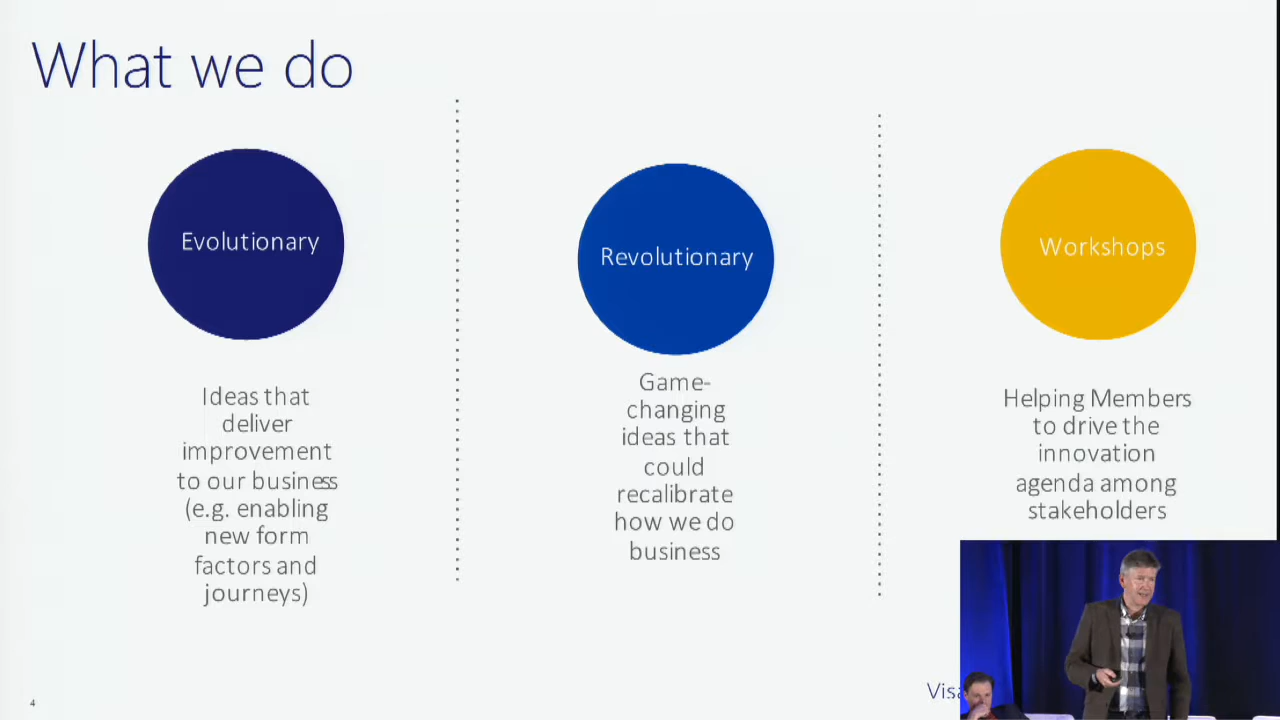 What we do
Evolutionary
Ideas that
deliver
improvement
to our business
(e.g. enabling
new form
factors and
journeys)
Revolutionary
Game-
changing
ideas that
could
recalibrate
how we do
business
Workshops
Helping Members
to drive the
innovation
agenda among
stakeholders
4
Visa